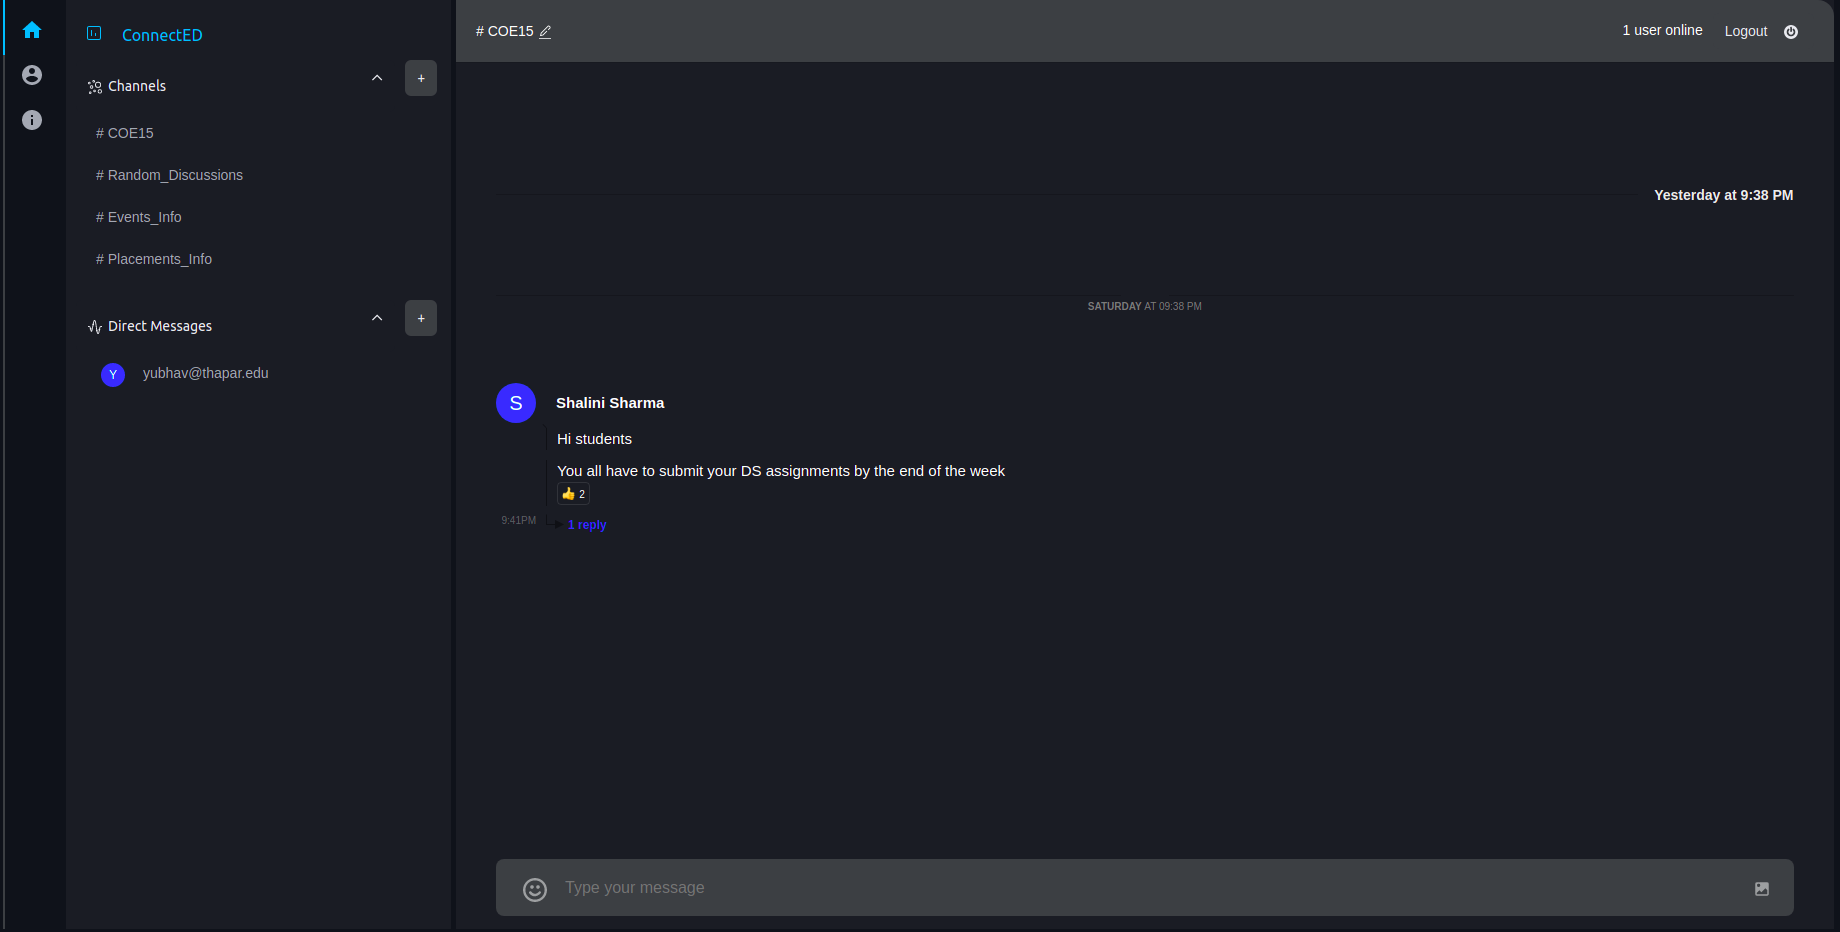 ConnectED
Channels
+
# COE15
# Random_Discussions
# Events_Info
# Placements_Info
Direct Messages
+
Y yubhav@thapar.edu
# COE15
1 user online Logout
Yesterday at 9:38 PM
SATURDAY AT 09:38 PM
S Shalini Sharma
Hi students
You all have to submit your DS assignments by the end of the week
👍 2
9:41PM 1 reply
Type your message